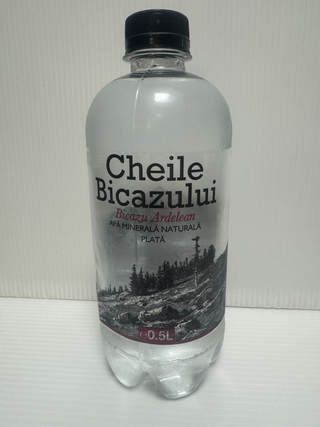 Cheile
Bicazului
Bicazu Ardelean
APĂ MINERALĂ NATURALĂ
PLATĂ
℮0.5L